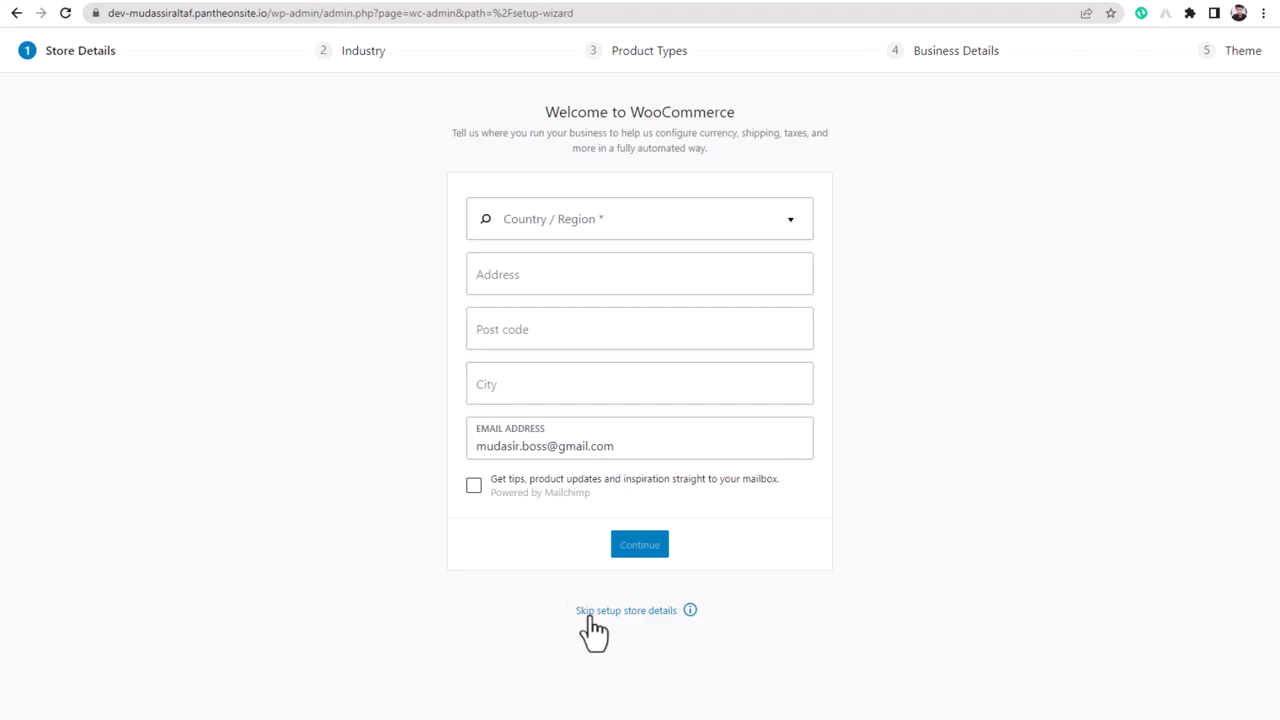 dev-mudassiraltaf.pantheonsite.io/wp-admin/admin.php?page=wc-admin&path=%2Fsetup-wizard
1 Store Details 2 Industry 3 Product Types 4 Business Details 5 Theme
Welcome to WooCommerce
Tell us where you run your business to help us configure currency, shipping, taxes, and
more in a fully automated way.
Country / Region *
Address
Post code
City
EMAIL ADDRESS
mudasir.boss@gmail.com
Get tips, product updates and inspiration straight to your mailbox.
Powered by Mailchimp
Continue
Skip setup store details